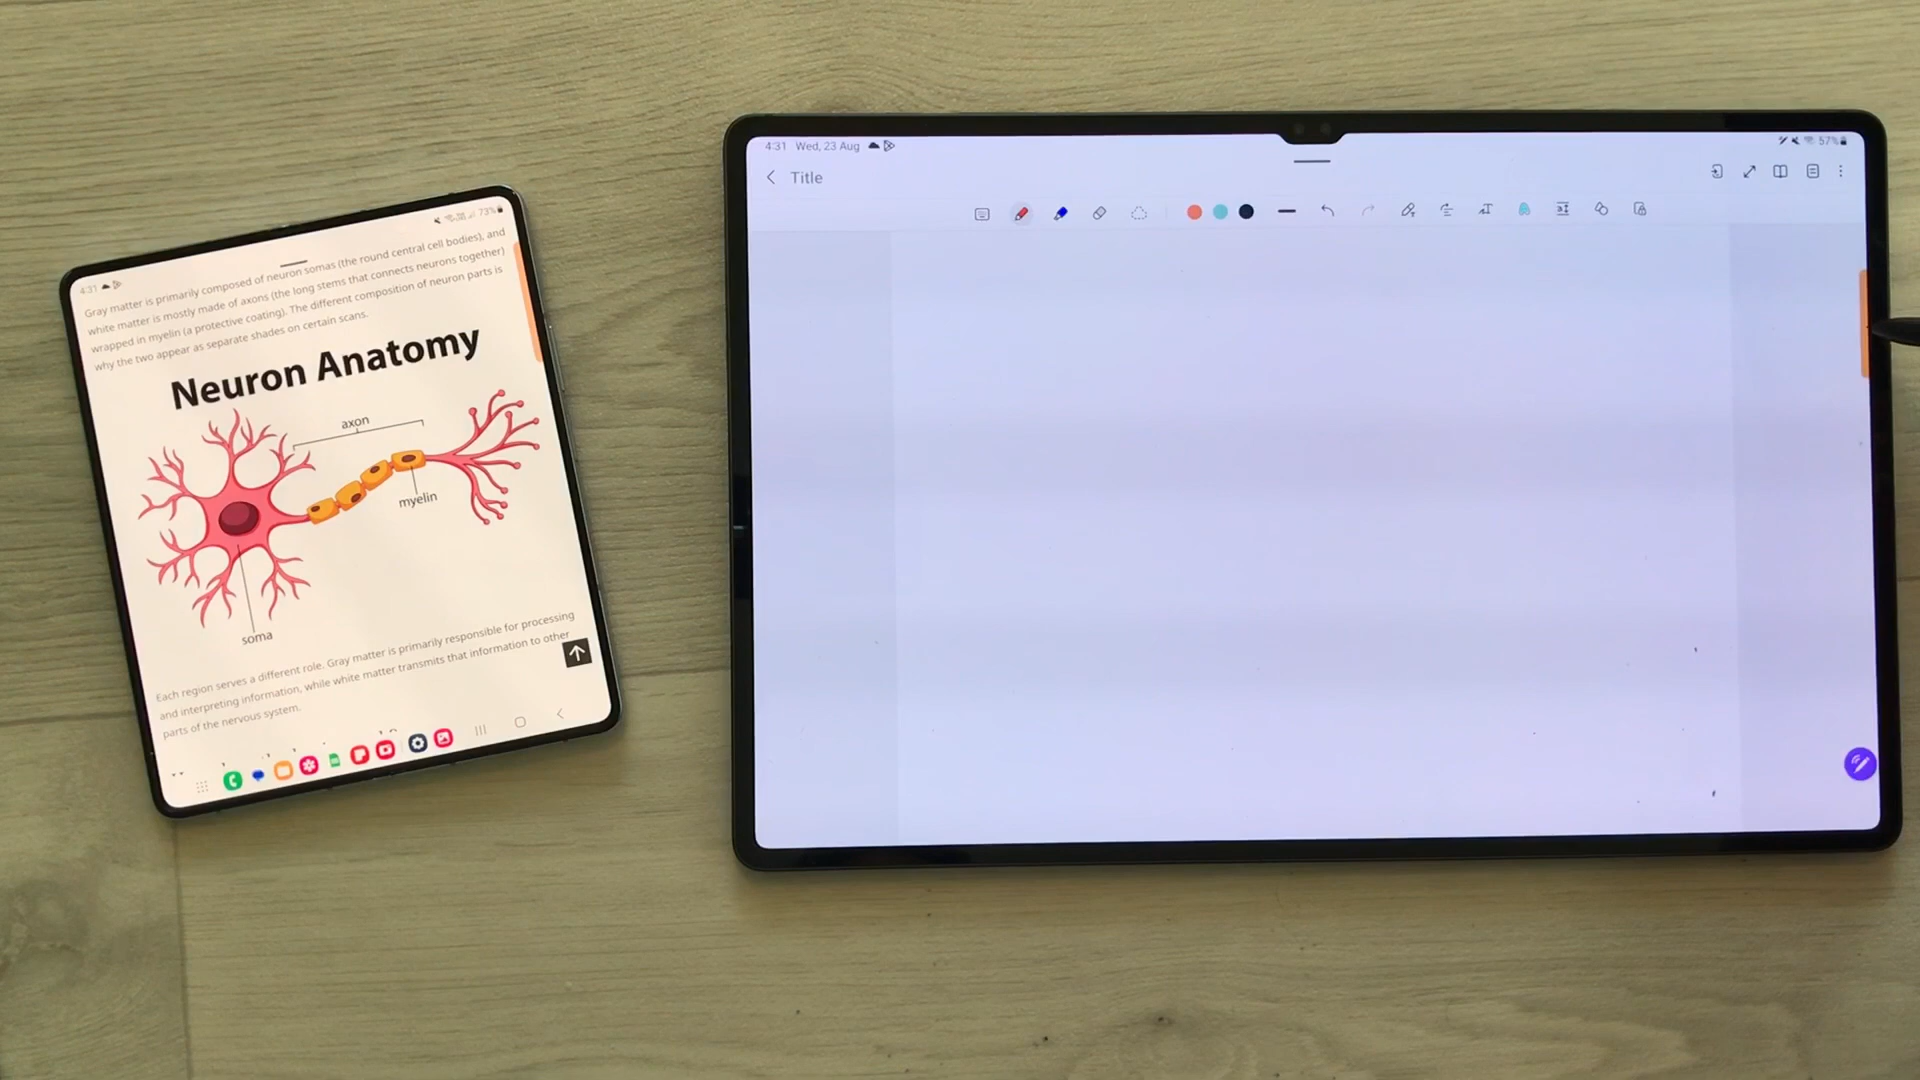 4:31
73%
Gray matter is primarily composed of neuron somas (the round central cell bodies), and
white matter is mostly made of axons (the long stems that connects neurons together)
wrapped in myelin (a protective coating). The different composition of neuron parts is
why the two appear as separate shades on certain scans.
Neuron Anatomy
axon
myelin
soma
Each region serves a different role. Gray matter is primarily responsible for processing
and interpreting information, while white matter transmits that information to other
parts of the nervous system.
4:31 Wed, 23 Aug
57%
Title